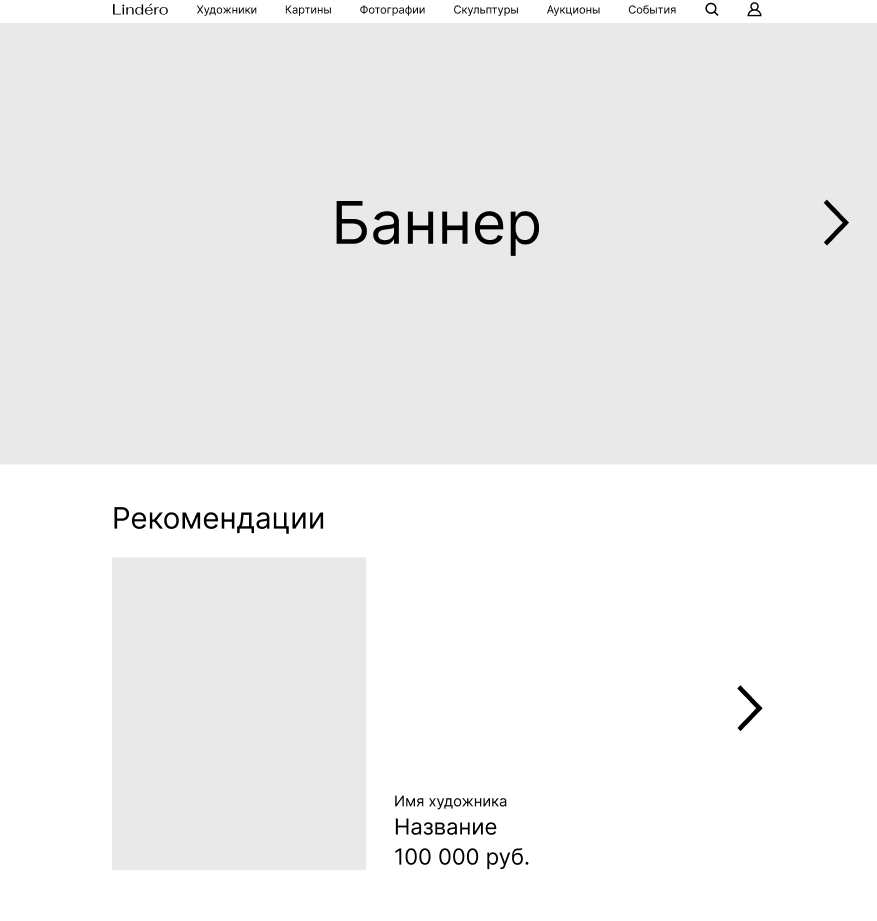 Lindéro Художники Картины Фотографии Скульптуры Аукционы События
Баннер
Рекомендации
Имя художника
Название
100 000 руб.